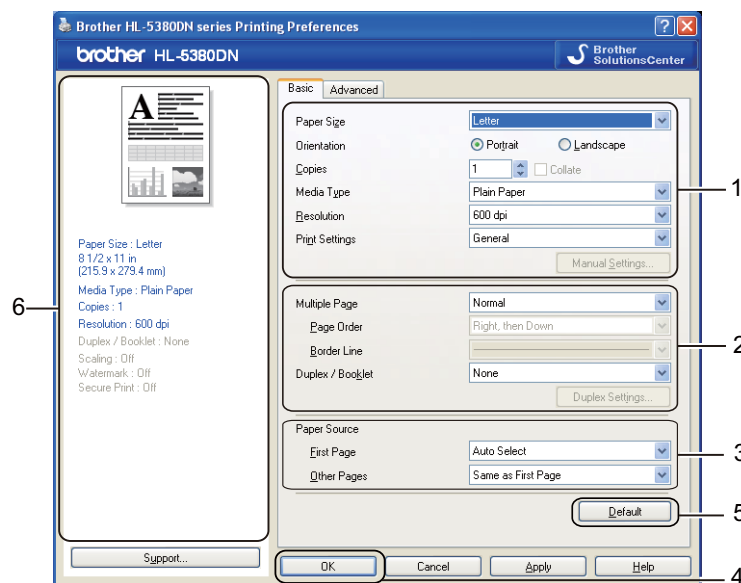 Brother HL-5380DN series Printing Preferences
brother HL-5380DN
Brother
SolutionsCenter
Basic Advanced
A
Paper Size : Letter
8 1/2 x 11 in
(215.9 x 279.4 mm)
Media Type : Plain Paper
Copies : 1
Resolution : 600 dpi
Duplex / Booklet : None
Scaling : Off
Watermark : Off
Secure Print : Off
Support...
6
Paper Size Letter
Orientation Portrait Landscape
Copies 1 Collate
Media Type Plain Paper
1
Resolution 600 dpi
Print Settings General
Manual Settings...
Multiple Page Normal
Page Order Right, then Down
Border Line
2
Duplex / Booklet None
Duplex Settings...
Paper Source
First Page Auto Select
3
Other Pages Same as First Page
Default
5
OK Cancel Apply Help
4